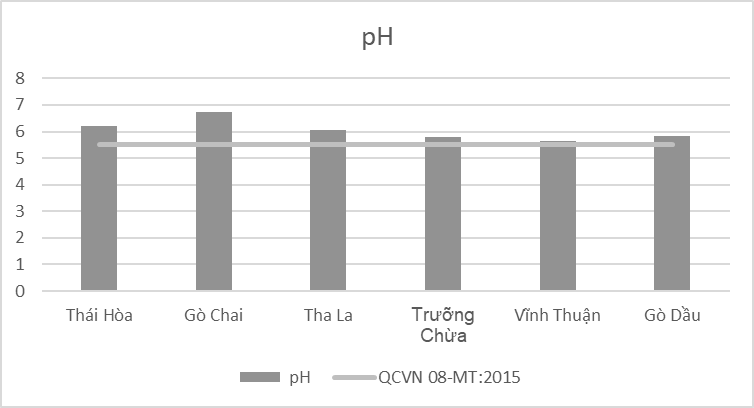 pH
8
7
6
5
4
3
2
1
0
Thái Hòa
Gò Chai
Tha La
Trưỡng
Chừa
Vĩnh Thuận
Gò Dầu
pH
QCVN 08-MT:2015